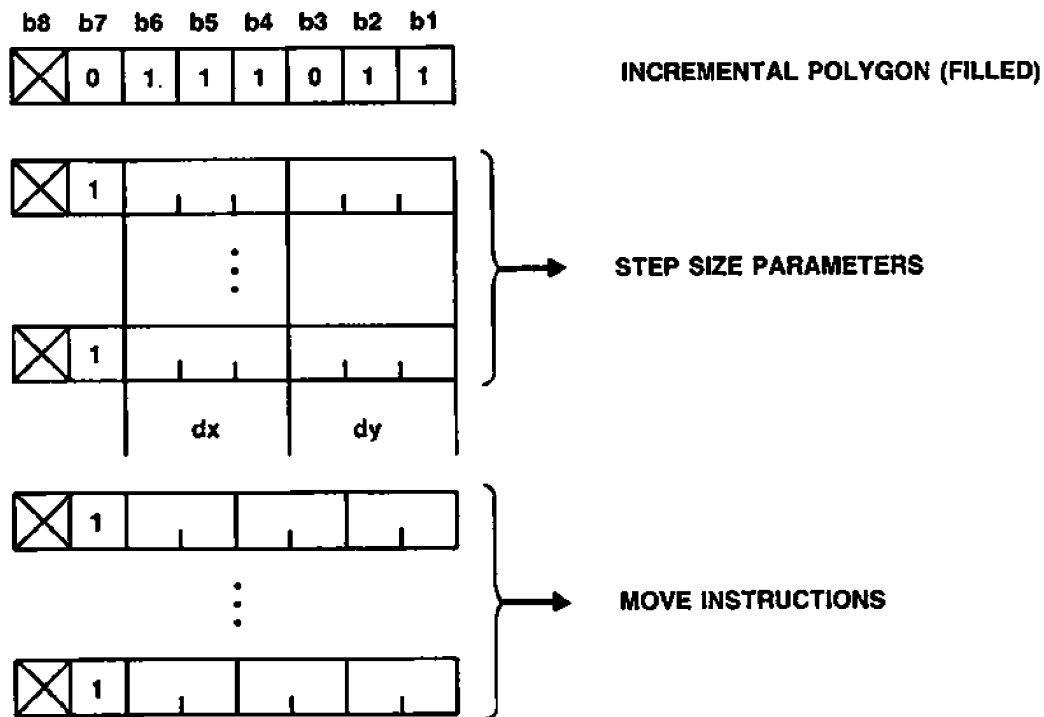 b8 b7 b6 b5 b4 b3 b2 b1
0 1 1 1 0 1 1 INCREMENTAL POLYGON (FILLED)
1
STEP SIZE PARAMETERS
1
dx dy
1
MOVE INSTRUCTIONS
1